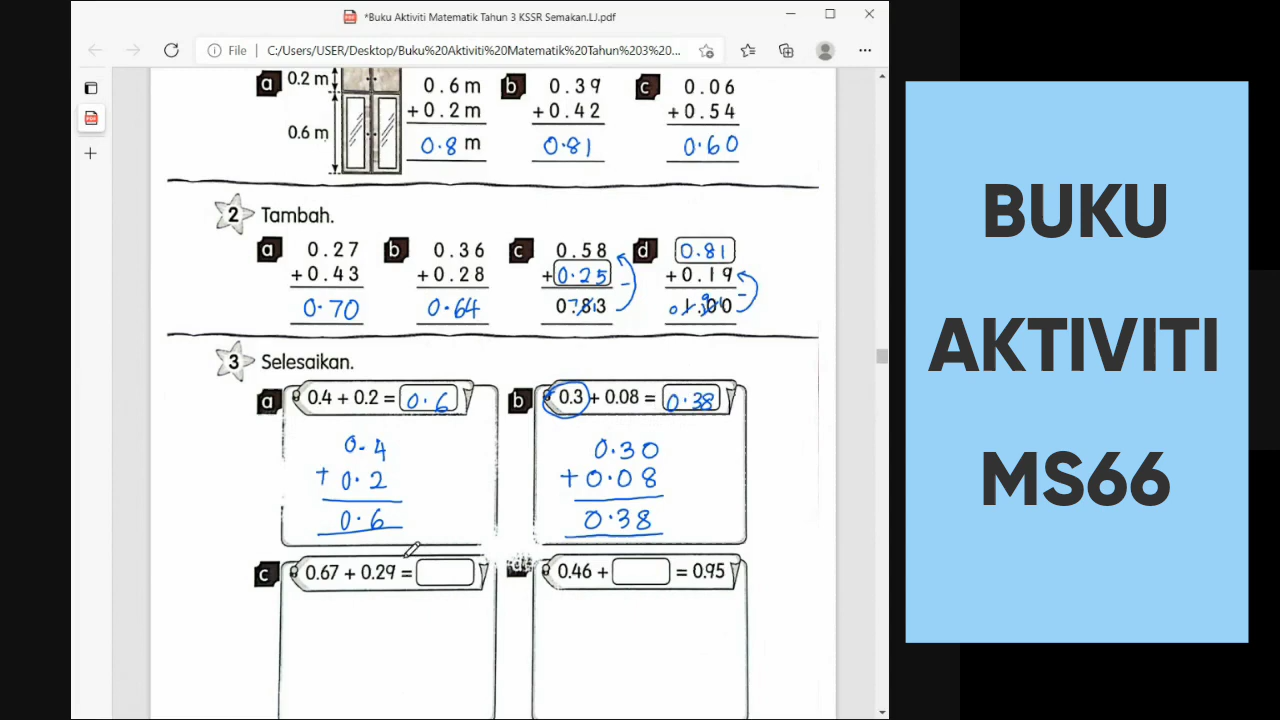 *Buku Aktiviti Matematik Tahun 3 KSSR Semakan.LJ.pdf
File | C:/Users/USER/Desktop/Buku%20Aktiviti%20Matematik%20Tahun%203%20...
a 0.2 m 0.6 m b 0.39 c 0.06
+0.2 m +0.42 +0.54
0.6 m 0.8 m 0.81 0.60
2 Tambah.
a 0.27 b 0.36 c 0.58 d 0.81
+0.43 +0.28 +0.25 +0.19
0.70 0.64 0.83 1.00
3 Selesaikan.
a 0.4 + 0.2 = 0.6 b 0.3 + 0.08 = 0.38
0.4 0.30
+ 0.2 + 0.08
0.6 0.38
c 0.67 + 0.29 = 0.46 + = 0.95
BUKU
AKTIVITI
MS66